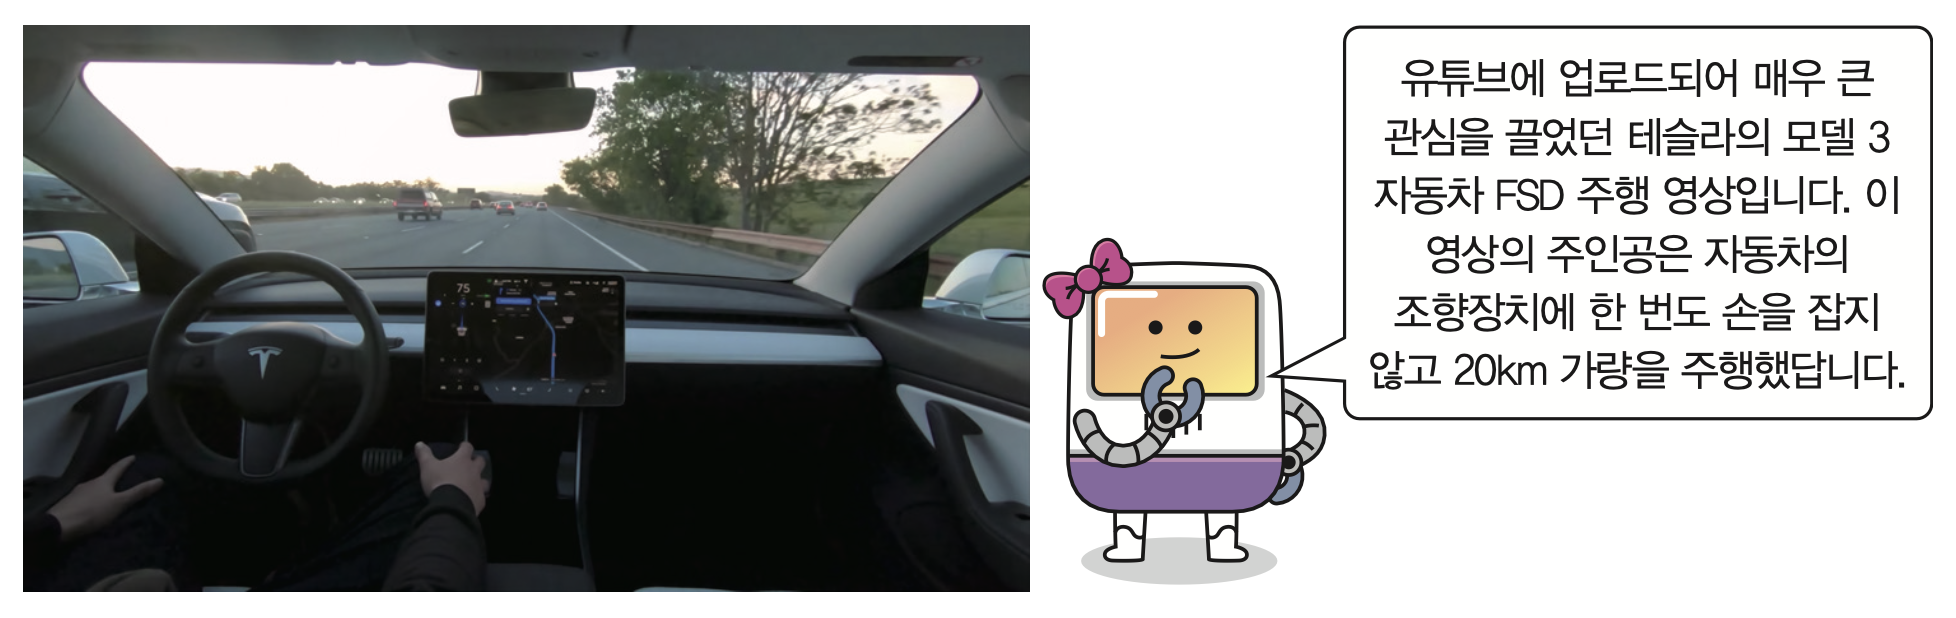 75
유튜브에 업로드되어 매우 큰
관심을 끌었던 테슬라의 모델 3
자동차 FSD 주행 영상입니다. 이
영상의 주인공은 자동차의
조향장치에 한 번도 손을 잡지
않고 20km 가량을 주행했답니다.